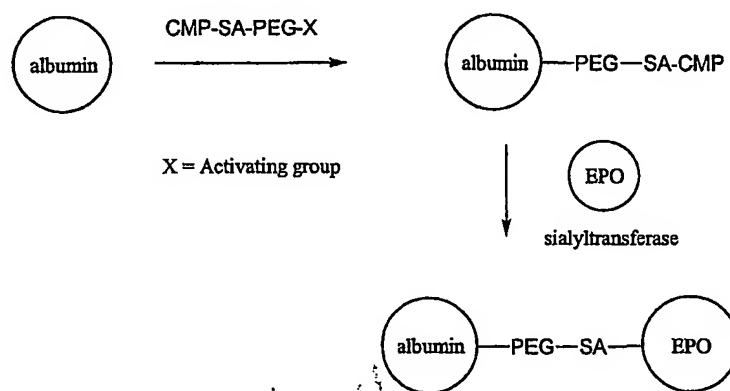 CMP-SA-PEG-X
albumin
albumin—PEG—SA-CMP
X = Activating group
EPO
sialyltransferase
albumin—PEG—SA—EPO